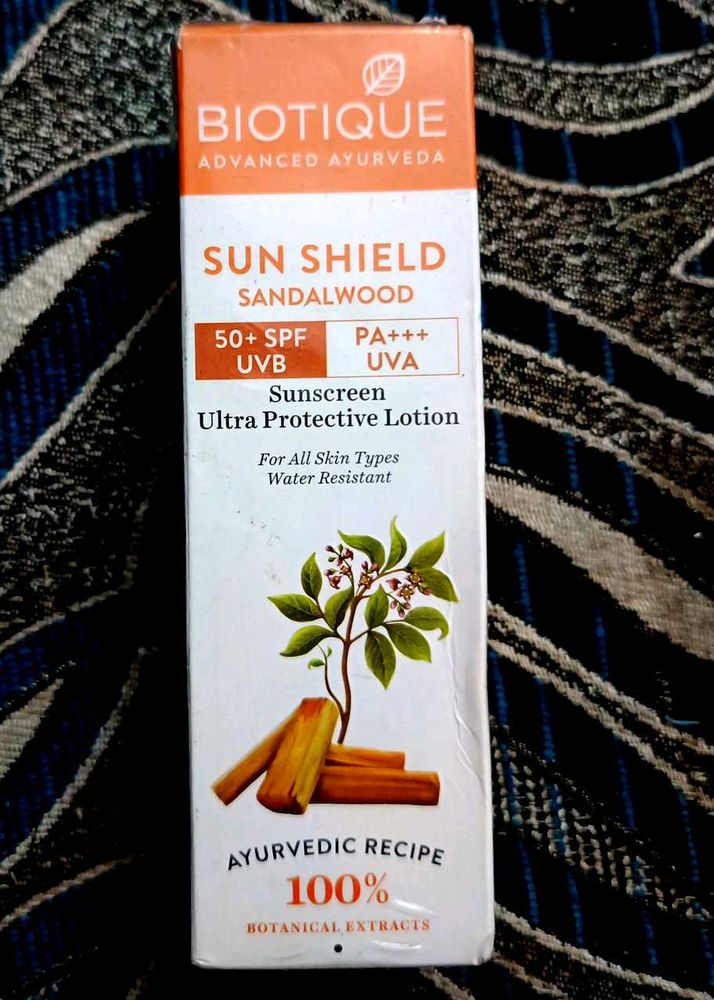 BIOTIQUE
ADVANCED AYURVEDA
SUN SHIELD
SANDALWOOD
50+ SPF
UVB
PA+++
UVA
Sunscreen
Ultra Protective Lotion
For All Skin Types
Water Resistant
AYURVEDIC RECIPE
100%
BOTANICAL EXTRACTS